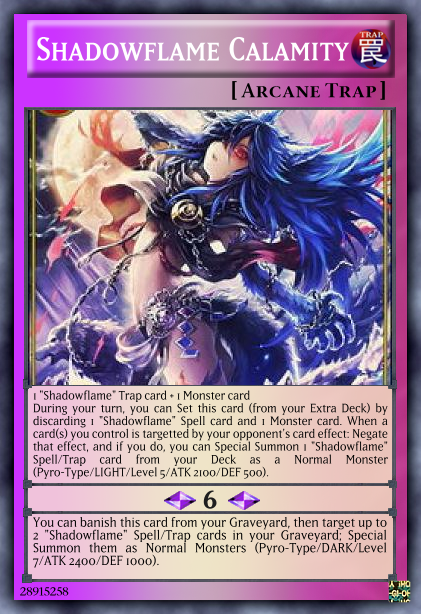 SHADOWFLAME CALAMITY
TRAP
罠
[ ARCANE TRAP ]
1 "Shadowflame" Trap card + 1 Monster card
During your turn, you can Set this card (from your Extra Deck) by
discarding 1 "Shadowflame" Spell card and 1 Monster card. When a
card(s) you control is targetted by your opponent's card effect: Negate
that effect, and if you do, you can Special Summon 1 "Shadowflame"
Spell/Trap card from your Deck as a Normal Monster
(Pyro-Type/LIGHT/Level 5/ATK 2100/DEF 500).
6
You can banish this card from your Graveyard, then target up to
2 "Shadowflame" Spell/Trap cards in your Graveyard; Special
Summon them as Normal Monsters (Pyro-Type/DARK/Level
7/ATK 2400/DEF 1000).
28915258